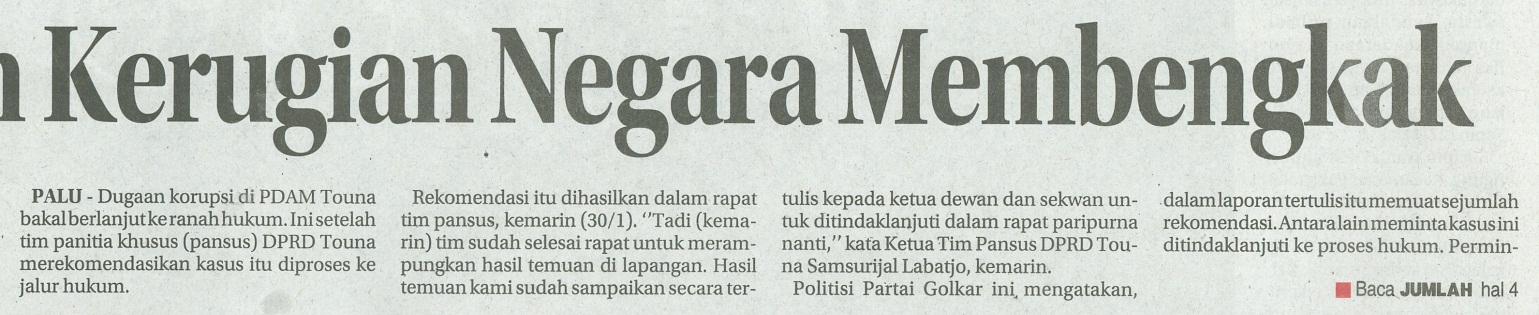 n Kerugian Negara Membengkak
PALU - Dugaan korupsi di PDAM Touna
bakal berlanjut ke ranah hukum. Ini setelah
tim panitia khusus (pansus) DPRD Touna
merekomendasikan kasus itu diproses ke
jalur hukum.
Rekomendasi itu dihasilkan dalam rapat
tim pansus, kemarin (30/1). ''Tadi (kema-
rin) tim sudah selesai rapat untuk meram-
pungkan hasil temuan di lapangan. Hasil
temuan kami sudah sampaikan secara ter-
tulis kepada ketua dewan dan sekwan un-
tuk ditindaklanjuti dalam rapat paripurna
nanti,'' kata Ketua Tim Pansus DPRD Tou-
na Samsurijal Labatjo, kemarin.
Politisi Partai Golkar ini, mengatakan,
dalam laporan tertulis itu memuat sejumlah
rekomendasi. Antara lain meminta kasus ini
ditindaklanjuti ke proses hukum. Permin-
Baca JUMLAH hal 4